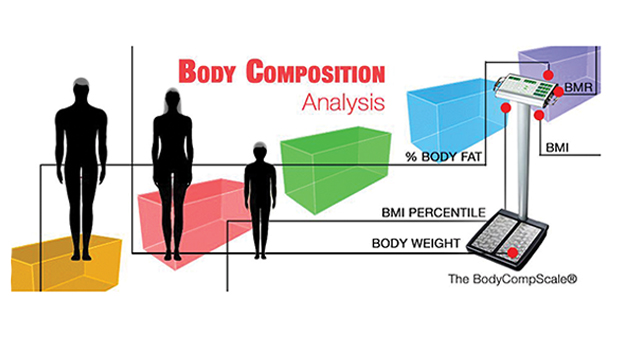 BODY COMPOSITION
Analysis
BMR
BMI
% BODY FAT
BMI PERCENTILE
BODY WEIGHT
The BodyCompScale®